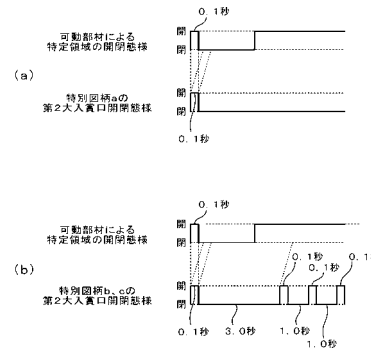 0.1秒
可動部材による
特定領域の開閉態様
開
閉
(a)
特別図柄aの
第2大入賞口開閉態様
開
閉
0.1秒
0.1秒
可動部材による
特定領域の開閉態様
開
閉
(b)
0.1秒
0.1秒
0.1
特別図柄b、cの
第2大入賞口開閉態様
開
閉
0.1秒
3.0秒
1.0秒
1.0秒